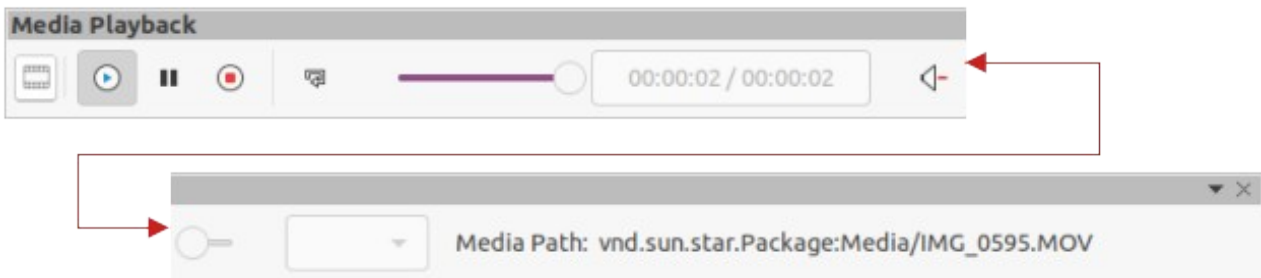 Media Playback
00:00:02 / 00:00:02
Media Path: vnd.sun.star.Package:Media/IMG_0595.MOV